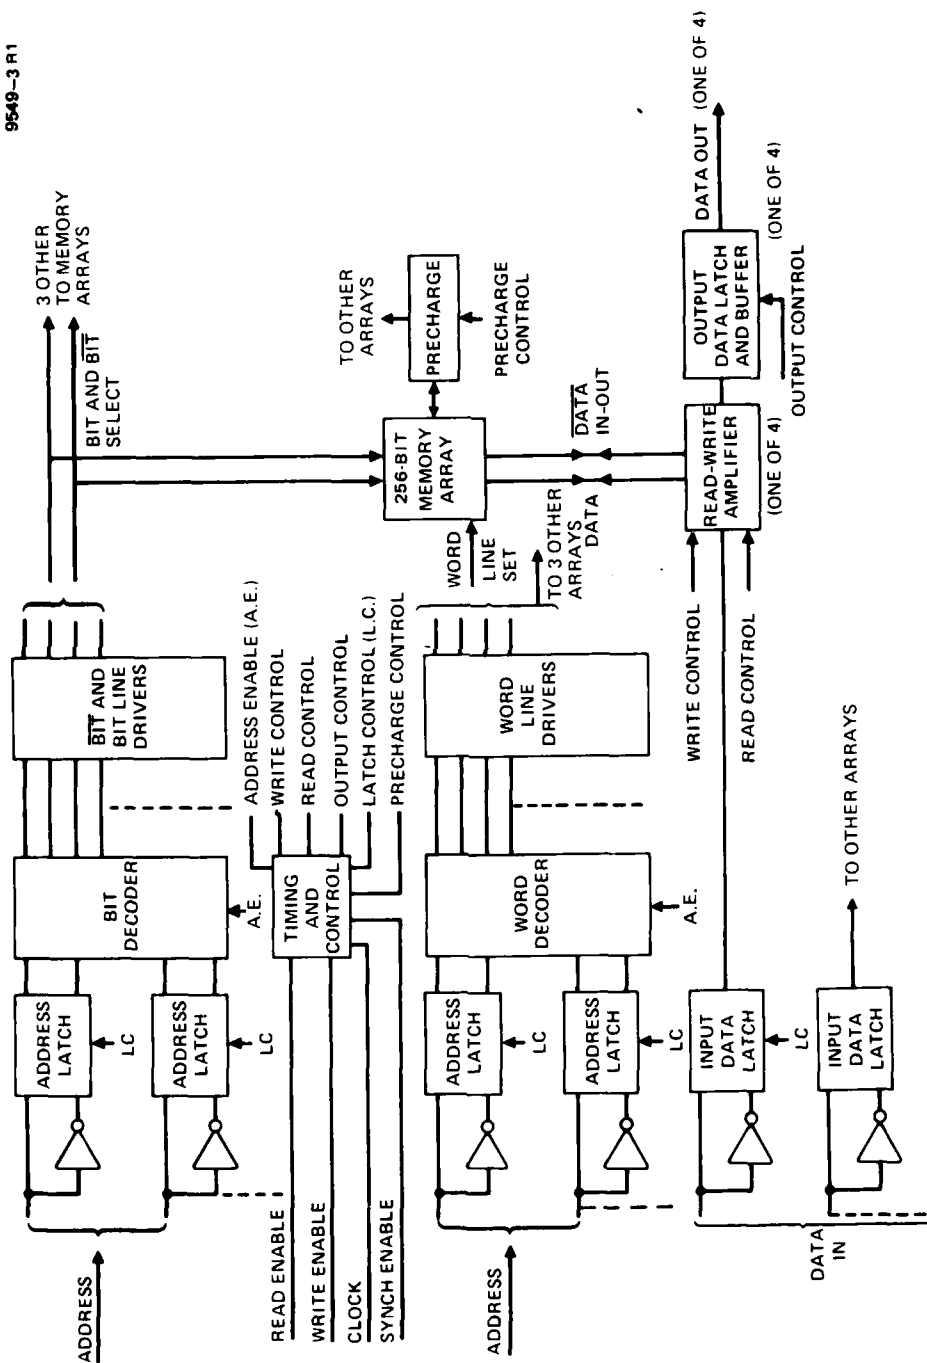 9549-3 R1
ADDRESS
ADDRESS
LATCH
LC
ADDRESS
LATCH
LC
BIT
DECODER
A.E.
BIT AND
BIT LINE
DRIVERS
3 OTHER
TO MEMORY
ARRAYS
BIT AND BIT
SELECT
READ ENABLE
WRITE ENABLE
CLOCK
SYNCH ENABLE
TIMING
AND
CONTROL
ADDRESS ENABLE (A.E.)
WRITE CONTROL
READ CONTROL
OUTPUT CONTROL
LATCH CONTROL (L.C.)
PRECHARGE CONTROL
TO OTHER
ARRAYS
PRECHARGE
PRECHARGE
CONTROL
256-BIT
MEMORY
ARRAY
WORD
LINE
SET
ADDRESS
ADDRESS
LATCH
LC
ADDRESS
LATCH
LC
WORD
DECODER
A.E.
WORD
LINE
DRIVERS
TO 3 OTHER
ARRAYS
DATA
DATA
IN-OUT
WRITE CONTROL
READ CONTROL
READ-WRITE
AMPLIFIER
(ONE OF 4)
OUTPUT
DATA LATCH
AND BUFFER
(ONE OF 4)
OUTPUT CONTROL
DATA OUT (ONE OF 4)
DATA
IN
INPUT
DATA
LATCH
LC
INPUT
DATA
LATCH
TO OTHER ARRAYS